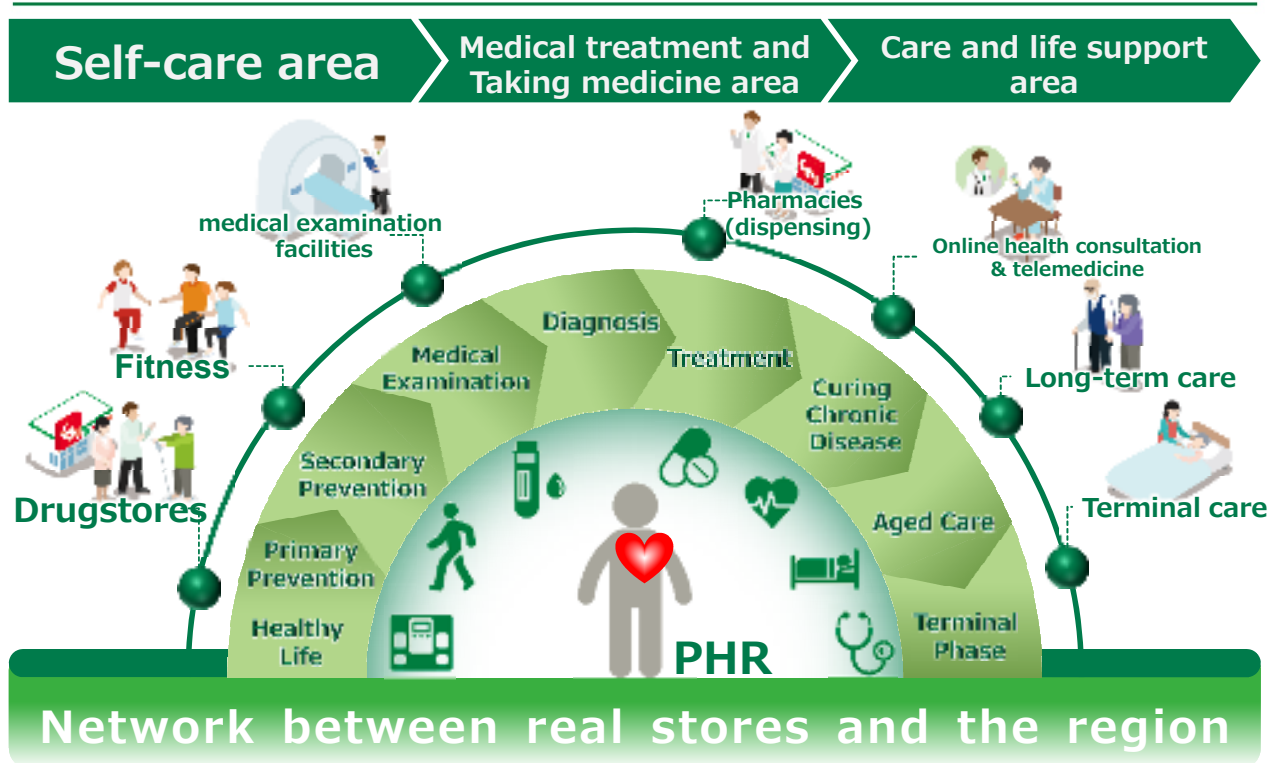 Self-care area
Medical treatment and
Taking medicine area
Care and life support
area
medical examination
facilities
Pharmacies
(dispensing)
Online health consultation
& telemedicine
Fitness
Long-term care
Drugstores
Terminal care
Healthy
Life
Primary
Prevention
Secondary
Prevention
Medical
Examination
Diagnosis
Treatment
Curing
Chronic
Disease
Aged Care
Terminal
Phase
PHR
Network between real stores and the region